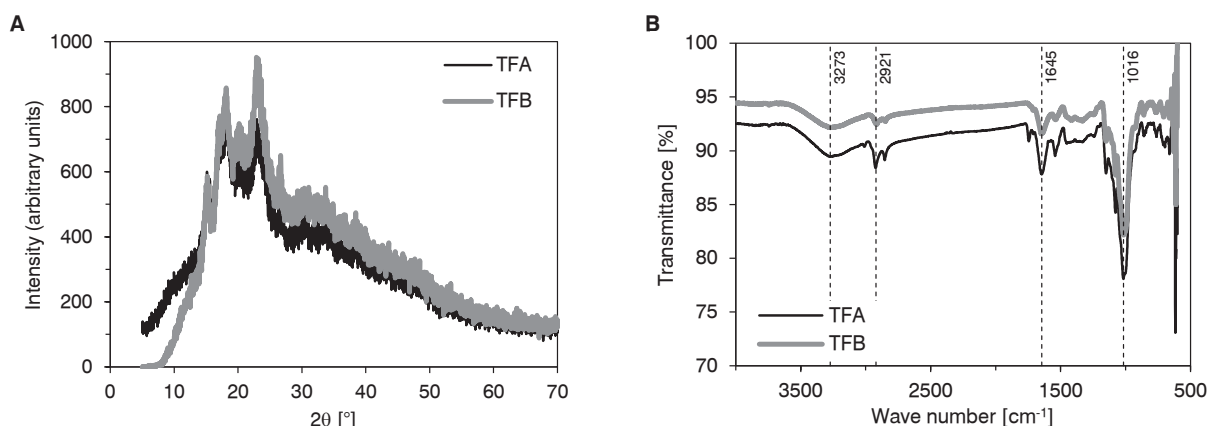 A
Intensity (arbitrary units)
1000
800
600
400
200
0
0 10 20 30 40 50 60 70
2θ [°]
TFA
TFB
B
Transmittance [%]
100
95
90
85
80
75
70
3273
2921
1645
1016
TFA
TFB
3500 2500 1500 500
Wave number [cm-1]